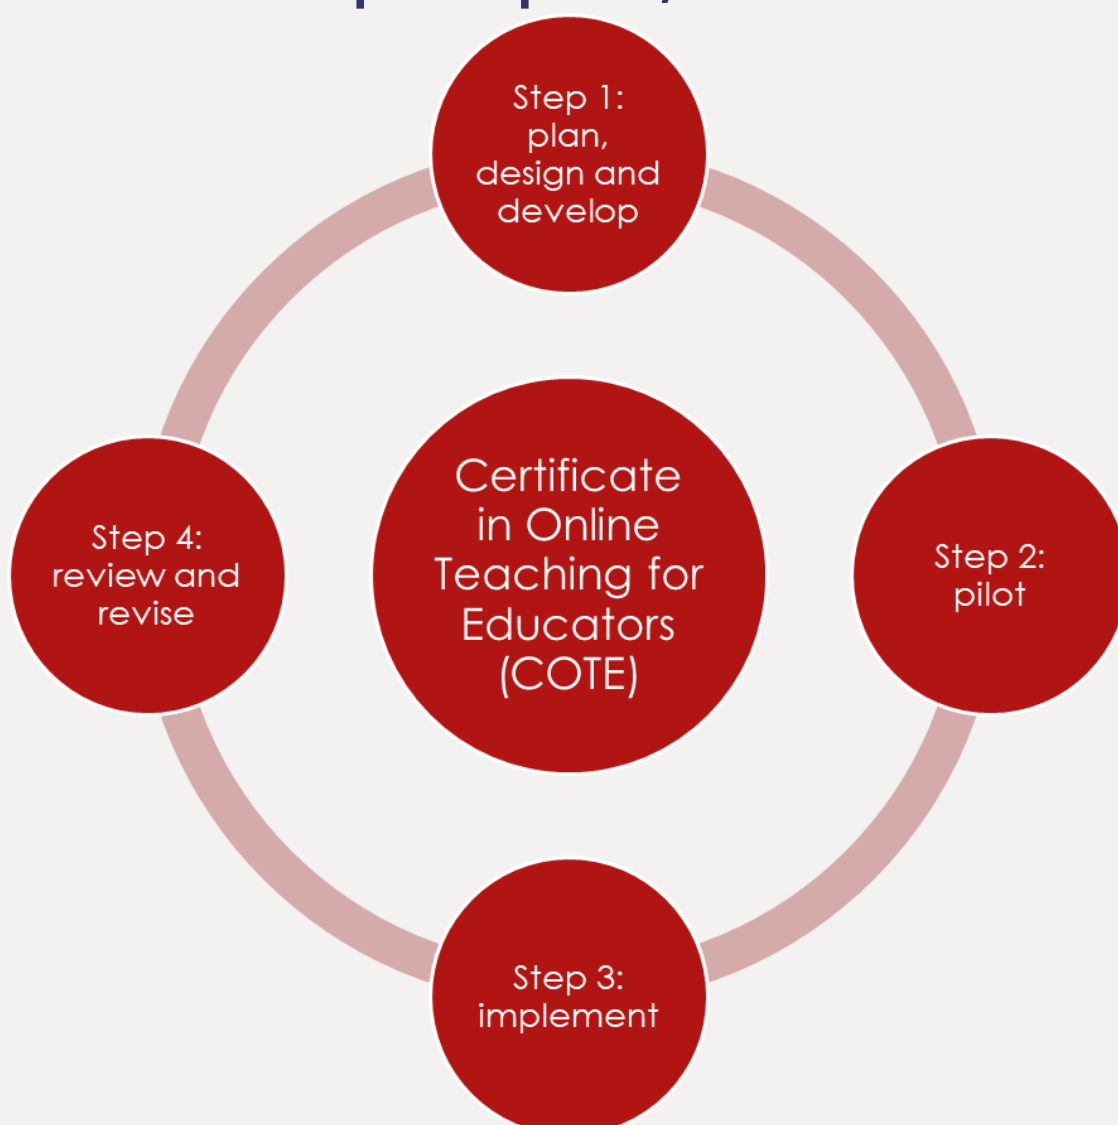 Step 1:
plan,
design and
develop
Certificate
in Online
Teaching for
Educators
(COTE)
Step 4:
review and
revise
Step 2:
pilot
Step 3:
implement